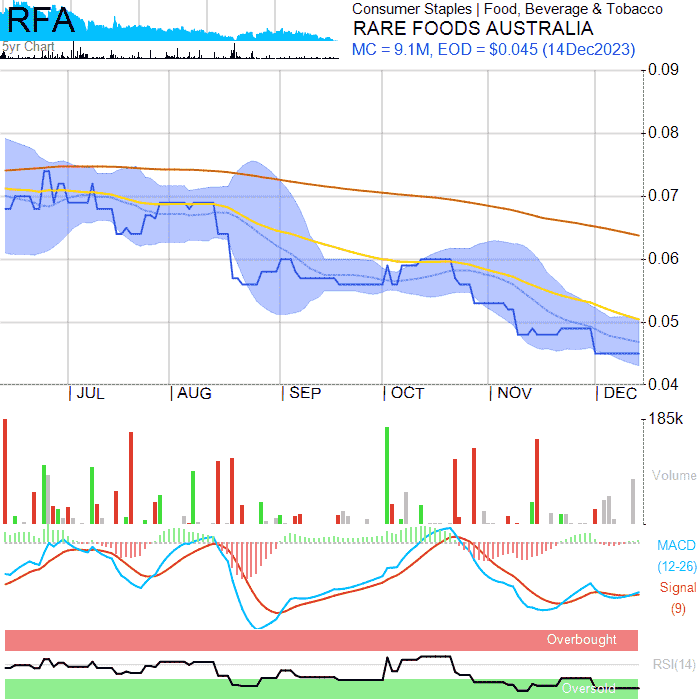 RFA
Consumer Staples | Food, Beverage & Tobacco
RARE FOODS AUSTRALIA
5yr Chart
MC = 9.1M, EOD = $0.045 (14Dec2023)
0.09
0.08
0.07
0.06
0.05
0.04
JUL AUG SEP OCT NOV DEC
185k
Volume
MACD
(12-26)
Signal
(9)
Overbought
RSI(14)
Oversold